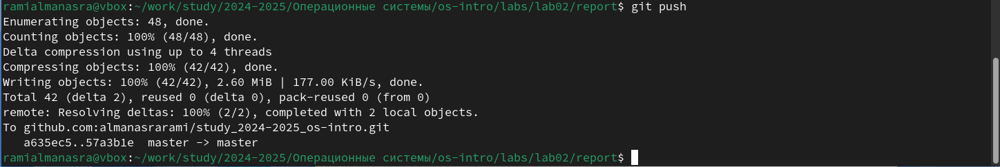 ramialmanasra@vbox:~/work/study/2024-2025/Операционные системы/os-intro/labs/lab02/report$ git push
Enumerating objects: 48, done.
Counting objects: 100% (48/48), done.
Delta compression using up to 4 threads
Compressing objects: 100% (42/42), done.
Writing objects: 100% (42/42), 2.60 MiB | 177.00 KiB/s, done.
Total 42 (delta 2), reused 0 (delta 0), pack-reused 0 (from 0)
remote: Resolving deltas: 100% (2/2), completed with 2 local objects.
To github.com:almanasrarami/study_2024-2025_os-intro.git
   a635ec5..57a3b1e  master -> master
ramialmanasra@vbox:~/work/study/2024-2025/Операционные системы/os-intro/labs/lab02/report$